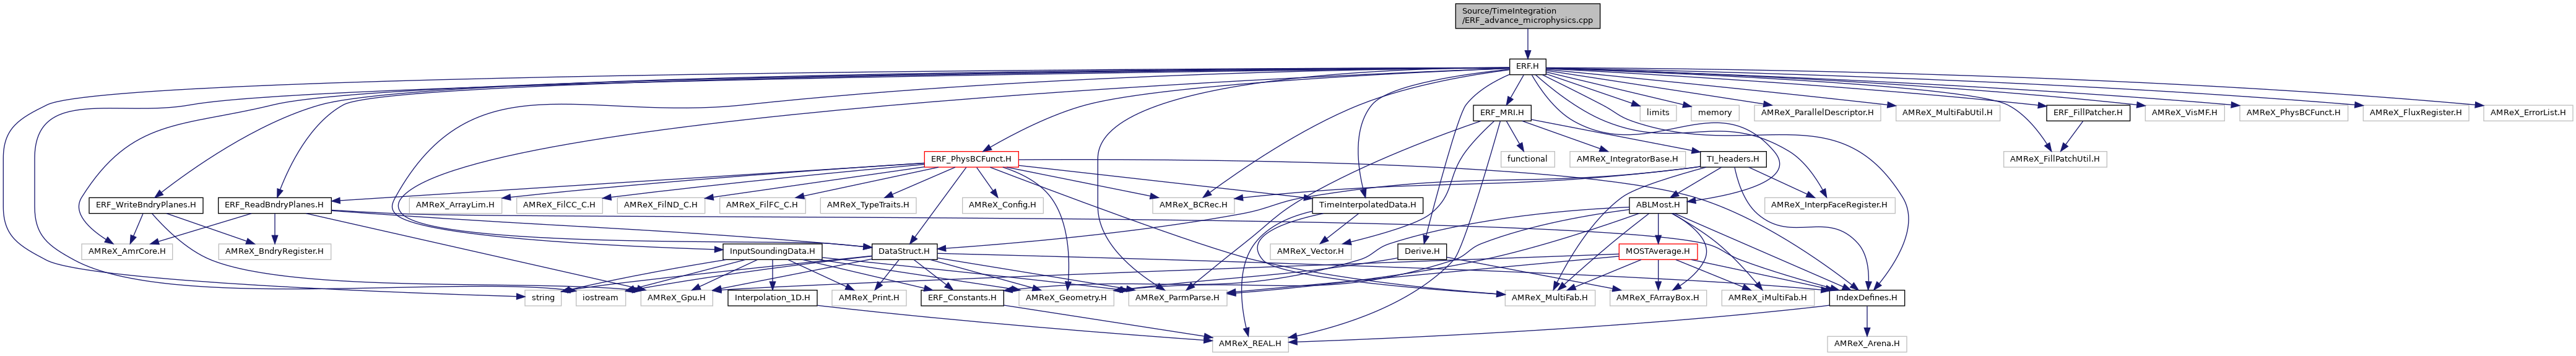 Source/TimeIntegration
/ERF_advance_microphysics.cpp
ERF.H
ERF_MRI.H
limits
memory
AMReX_ParallelDescriptor.H
AMReX_MultiFabUtil.H
ERF_FillPatcher.H
AMReX_VisMF.H
AMReX_PhysBCFunct.H
AMReX_FluxRegister.H
AMReX_ErrorList.H
ERF_PhysBCFunct.H
functional
AMReX_IntegratorBase.H
TI_headers.H
AMReX_FillPatchUtil.H
ERF_WriteBndryPlanes.H
ERF_ReadBndryPlanes.H
AMReX_ArrayLim.H
AMReX_FilCC_C.H
AMReX_FilND_C.H
AMReX_FilFC_C.H
AMReX_TypeTraits.H
AMReX_Config.H
AMReX_BCRec.H
TimeInterpolatedData.H
ABLMost.H
AMReX_InterpFaceRegister.H
AMReX_AmrCore.H
AMReX_BndryRegister.H
InputSoundingData.H
DataStruct.H
AMReX_Vector.H
Derive.H
MOSTAverage.H
string
iostream
AMReX_Gpu.H
Interpolation_1D.H
AMReX_Print.H
ERF_Constants.H
AMReX_Geometry.H
AMReX_ParmParse.H
AMReX_MultiFab.H
AMReX_FArrayBox.H
AMReX_iMultiFab.H
IndexDefines.H
AMReX_REAL.H
AMReX_Arena.H